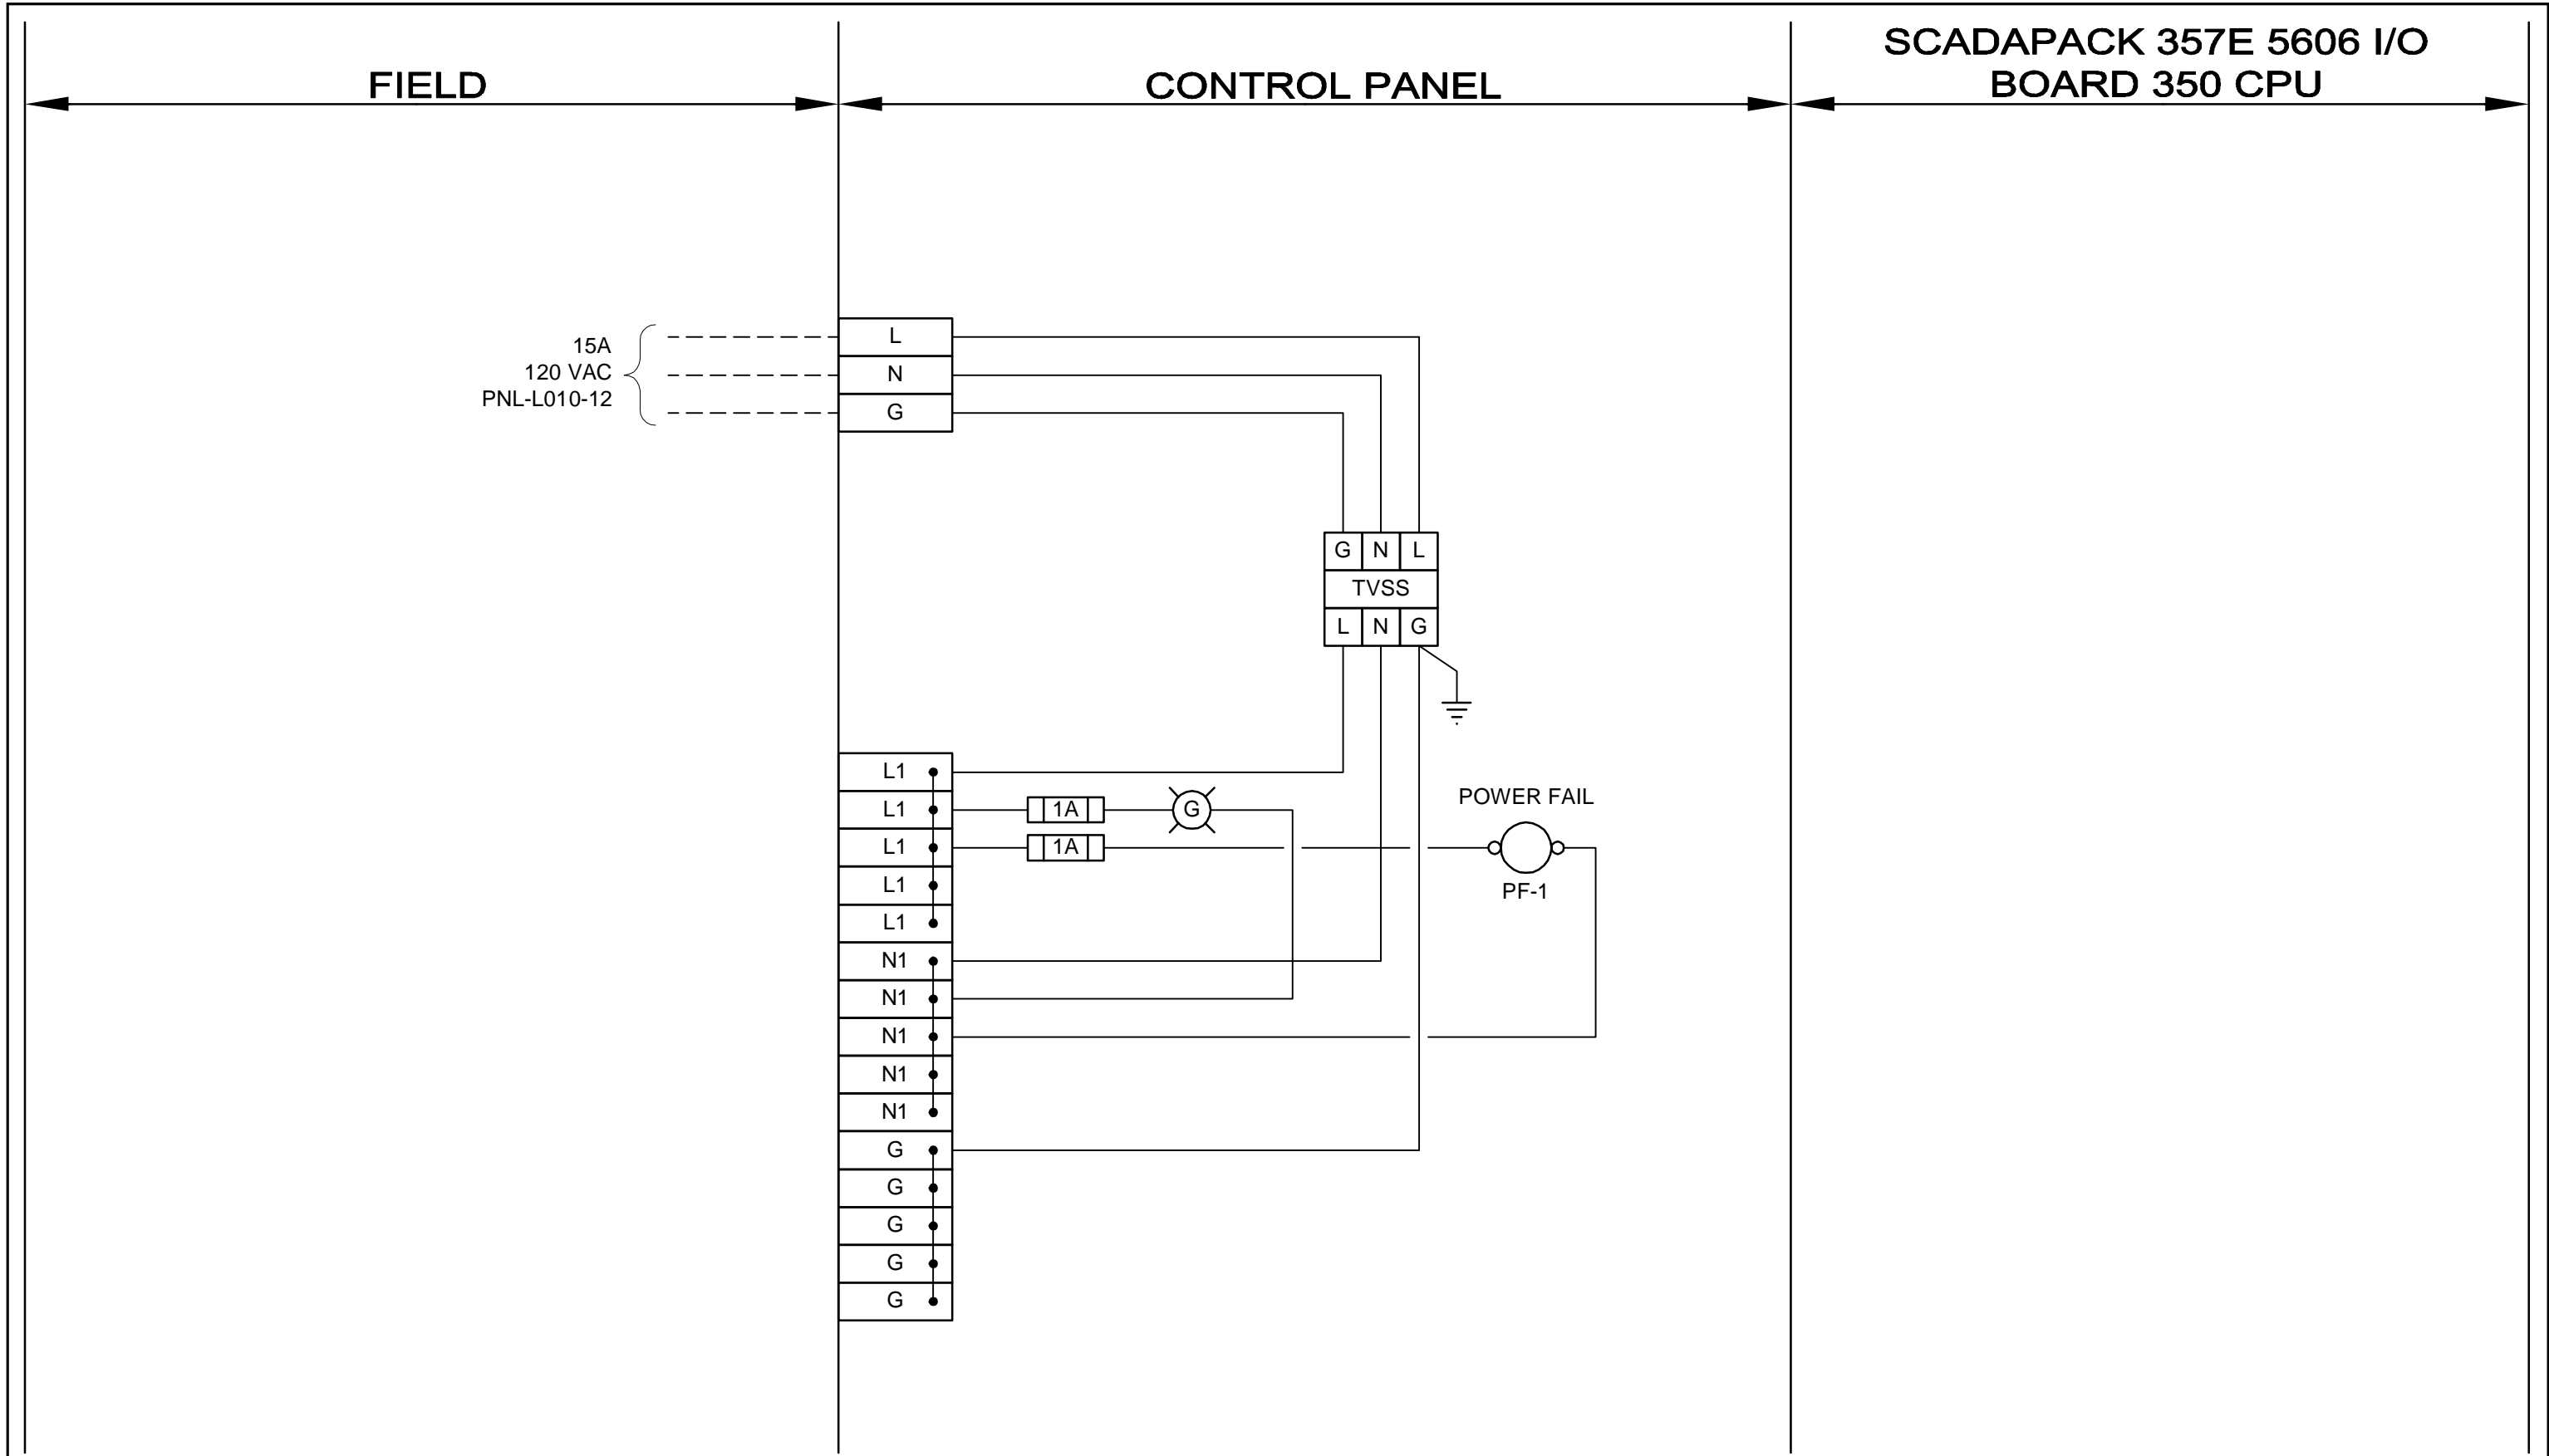 FIELD
CONTROL PANEL
SCADAPACK 357E 5606 I/O
BOARD 350 CPU
15A
120 VAC
PNL-L010-12
L
N
G
G N L
TVSS
L N G
L1
L1 1A G
L1 1A
L1
L1
POWER FAIL
PF-1
N1
N1
N1
N1
N1
G
G
G
G
G